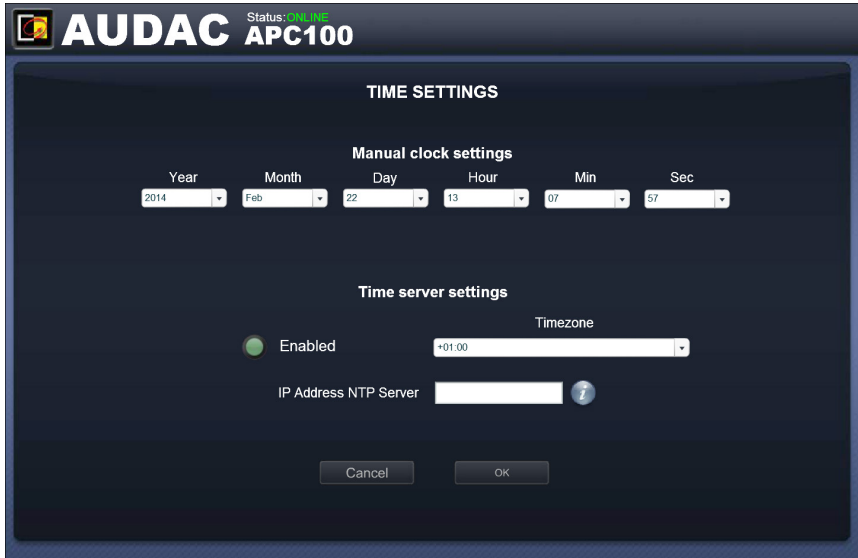 AUDAC Status:ONLINE
APC100
TIME SETTINGS
Manual clock settings
Year Month Day Hour Min Sec
2014 Feb 22 13 07 57
Time server settings
Timezone
Enabled +01:00
IP Address NTP Server i
Cancel OK